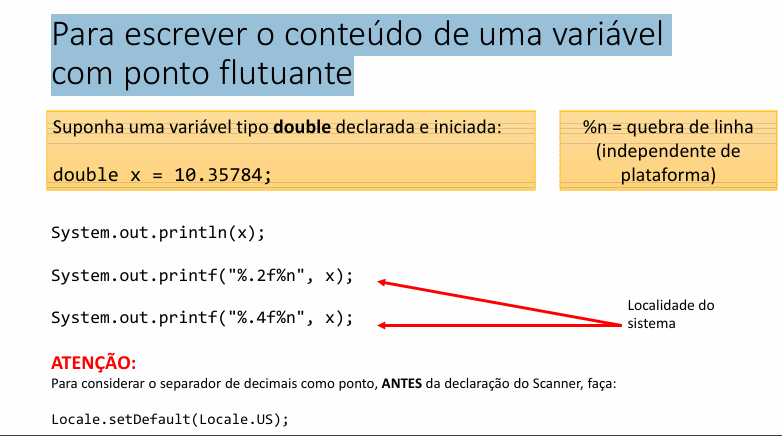 Para escrever o conteúdo de uma variável
com ponto flutuante
Suponha uma variável tipo double declarada e iniciada:
double x = 10.35784;
%n = quebra de linha
(independente de
plataforma)
System.out.println(x);
System.out.printf("%.2f%n", x);
System.out.printf("%.4f%n", x);
Localidade do
sistema
ATENÇÃO:
Para considerar o separador de decimais como ponto, ANTES da declaração do Scanner, faça:
Locale.setDefault(Locale.US);